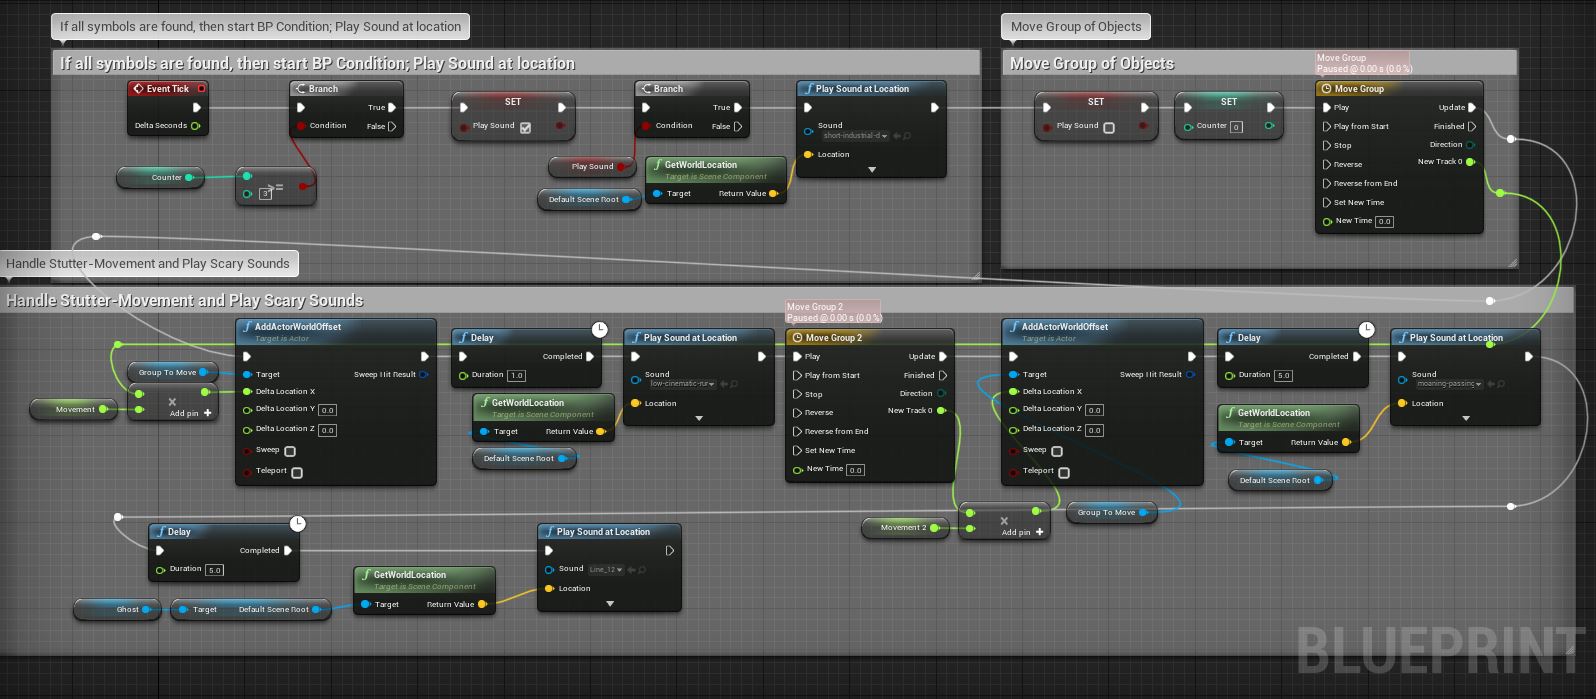 If all symbols are found, then start BP Condition; Play Sound at location
Move Group of Objects
If all symbols are found, then start BP Condition; Play Sound at location
Event Tick
Delta Seconds
Branch
True
Condition
False
SET
Play Sound
Branch
True
Condition
False
Play Sound at Location
Sound
short-industrial-d
Location
Counter
3
>=
Play Sound
Default Scene Root
GetWorldLocation
Target is Scene Component
Target
Return Value
Move Group of Objects
Move Group
Paused @ 0.00 s (0.0 %)
SET
Play Sound
SET
Counter 0
Move Group
Play
Update
Play from Start
Finished
Stop
Direction
Reverse
New Track 0
Reverse from End
Set New Time
New Time 0.0
Handle Stutter-Movement and Play Scary Sounds
Handle Stutter-Movement and Play Scary Sounds
Group To Move
Movement
×
Add pin +
AddActorWorldOffset
Target is Actor
Target
Sweep Hit Result
Delta Location X
Delta Location Y 0.0
Delta Location Z 0.0
Sweep
Teleport
Delay
Completed
Duration 1.0
GetWorldLocation
Target is Scene Component
Target
Return Value
Default Scene Root
Play Sound at Location
Sound
low-cinematic-rur
Location
Move Group 2
Paused @ 0.00 s (0.0 %)
Move Group 2
Play
Update
Play from Start
Finished
Stop
Direction
Reverse
New Track 0
Reverse from End
Set New Time
New Time 0.0
Movement 2
×
Add pin +
Group To Move
AddActorWorldOffset
Target is Actor
Target
Sweep Hit Result
Delta Location X
Delta Location Y 0.0
Delta Location Z 0.0
Sweep
Teleport
Delay
Completed
Duration 5.0
GetWorldLocation
Target is Scene Component
Target
Return Value
Default Scene Root
Play Sound at Location
Sound
moaning-passing
Location
Delay
Completed
Duration 5.0
Ghost
Target
Default Scene Root
GetWorldLocation
Target is Scene Component
Target
Return Value
Play Sound at Location
Sound
Line_12
Location
BLUEPRINT